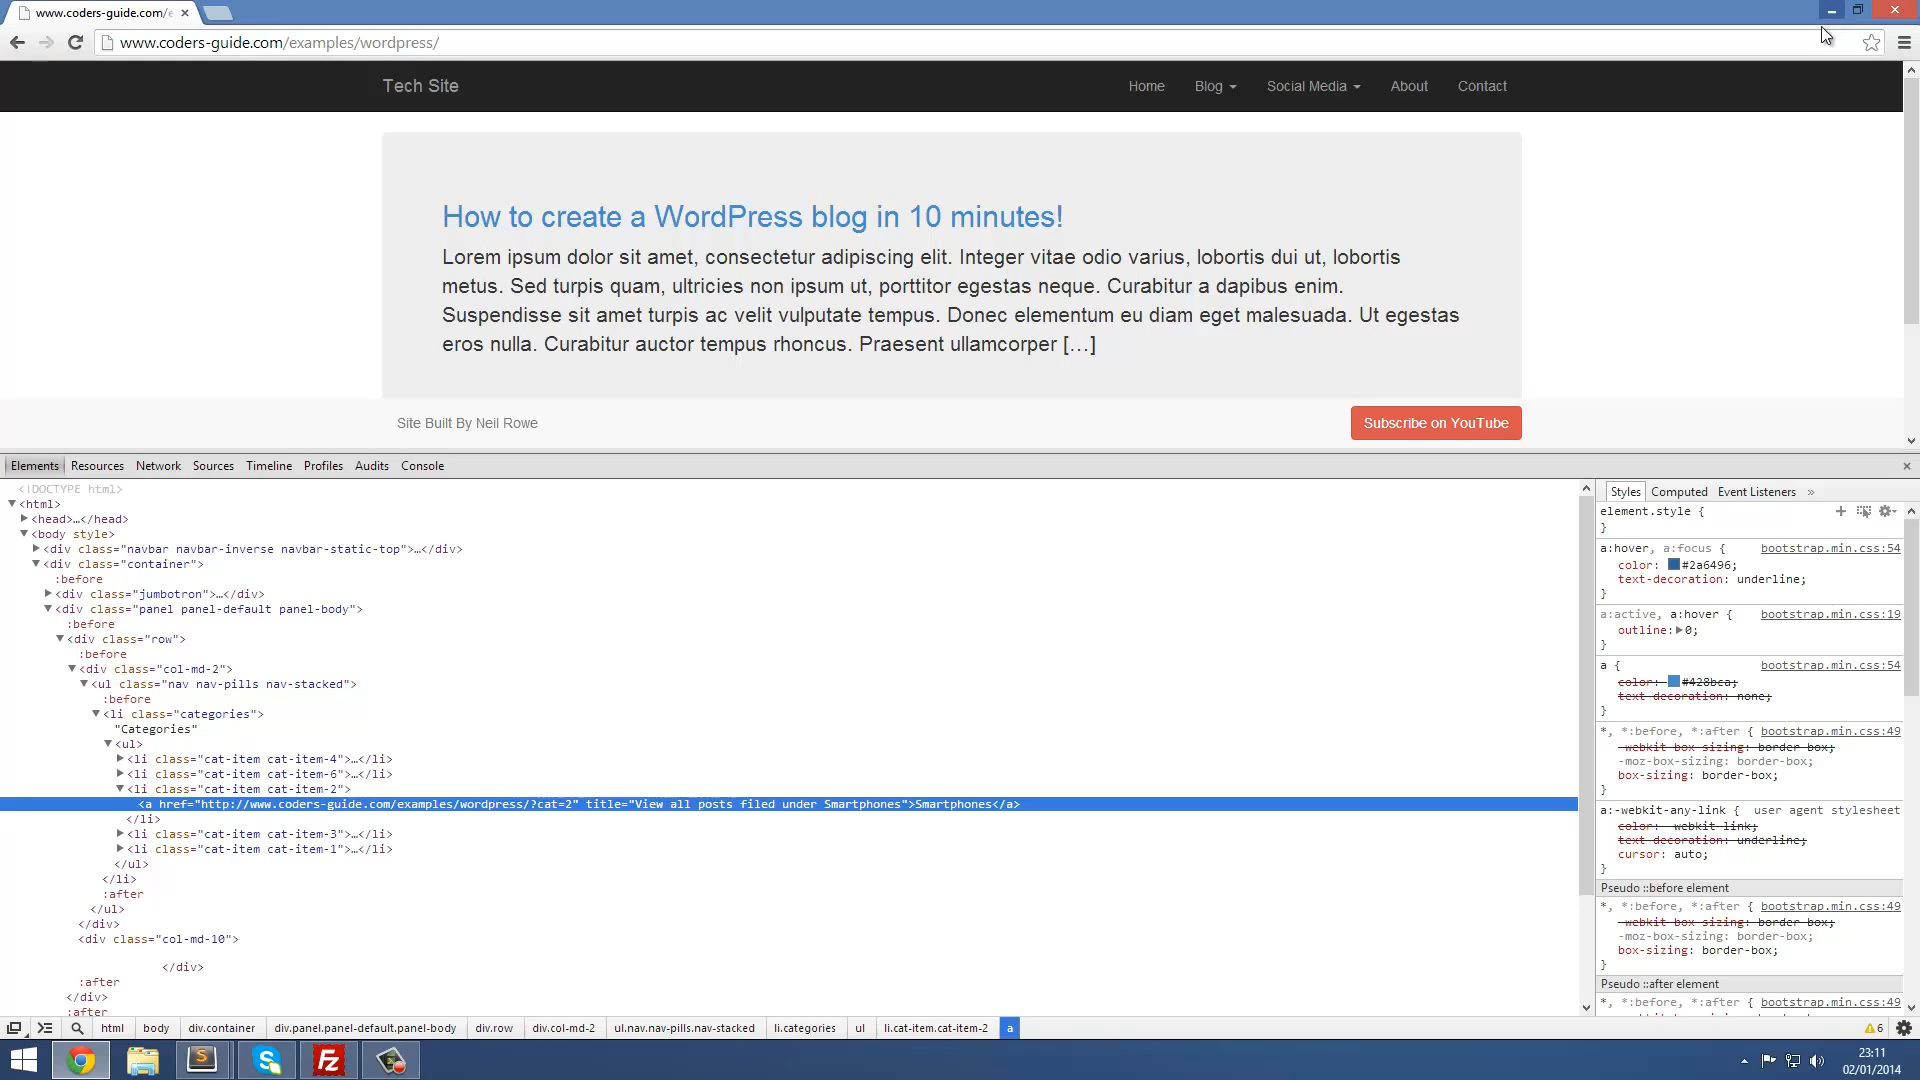 www.coders-guide.com/e
www.coders-guide.com/examples/wordpress/
Tech Site
Home
Blog
Social Media
About
Contact
How to create a WordPress blog in 10 minutes!
Lorem ipsum dolor sit amet, consectetur adipiscing elit. Integer vitae odio varius, lobortis dui ut, lobortis
metus. Sed turpis quam, ultricies non ipsum ut, porttitor egestas neque. Curabitur a dapibus enim.
Suspendisse sit amet turpis ac velit vulputate tempus. Donec elementum eu diam eget malesuada. Ut egestas
eros nulla. Curabitur auctor tempus rhoncus. Praesent ullamcorper […]
Site Built By Neil Rowe
Subscribe on YouTube
Elements Resources Network Sources Timeline Profiles Audits Console
<!DOCTYPE html>
<html>
<head>…</head>
<body style>
<div class="navbar navbar-inverse navbar-static-top">…</div>
<div class="container">
:before
<div class="jumbotron">…</div>
<div class="panel panel-default panel-body">
:before
<div class="row">
:before
<div class="col-md-2">
<ul class="nav nav-pills nav-stacked">
:before
<li class="categories">
"Categories"
<ul>
<li class="cat-item cat-item-4">…</li>
<li class="cat-item cat-item-6">…</li>
<li class="cat-item cat-item-2">
<a href="http://www.coders-guide.com/examples/wordpress/?cat=2" title="View all posts filed under Smartphones">Smartphones</a>
</li>
<li class="cat-item cat-item-3">…</li>
<li class="cat-item cat-item-1">…</li>
</ul>
</li>
:after
</ul>
</div>
<div class="col-md-10">
</div>
:after
</div>
:after
Styles Computed Event Listeners »
element.style {
}
a:hover, a:focus { bootstrap.min.css:54
color: #2a6496;
text-decoration: underline;
}
a:active, a:hover { bootstrap.min.css:19
outline: 0;
}
a { bootstrap.min.css:54
color: #428bca;
text-decoration: none;
}
*, *:before, *:after { bootstrap.min.css:49
-webkit-box-sizing: border-box;
-moz-box-sizing: border-box;
box-sizing: border-box;
}
a:-webkit-any-link { user agent stylesheet
color: -webkit-link;
text-decoration: underline;
cursor: auto;
}
Pseudo ::before element
*, *:before, *:after { bootstrap.min.css:49
-webkit-box-sizing: border-box;
-moz-box-sizing: border-box;
box-sizing: border-box;
}
Pseudo ::after element
*, *:before, *:after { bootstrap.min.css:49
html body div.container div.panel.panel-default.panel-body div.row div.col-md-2 ul.nav.nav-pills.nav-stacked li.categories ul li.cat-item.cat-item-2 a
6
23:11
02/01/2014